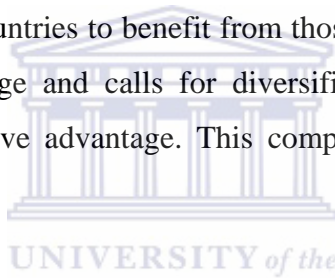 untries to benefit from thos
ge and calls for diversifi
ve advantage. This comp
UNIVERSITY of the